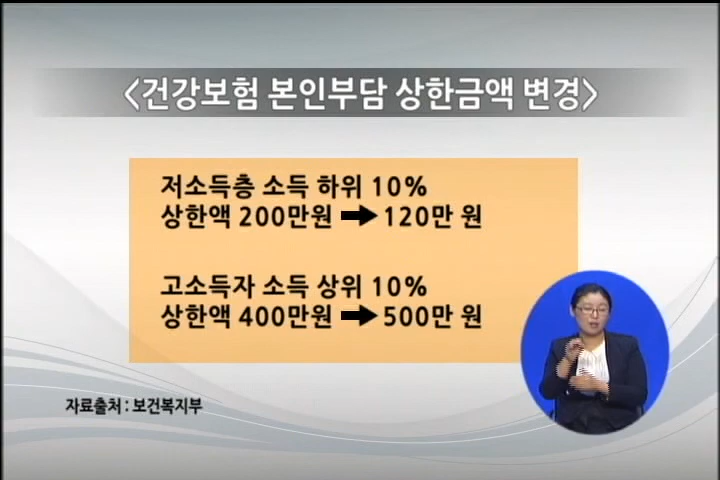 <건강보험 본인부담 상한금액 변경>
저소득층 소득 하위 10%
상한액 200만원 ➡ 120만 원
고소득자 소득 상위 10%
상한액 400만원 ➡ 500만 원
자료출처 : 보건복지부